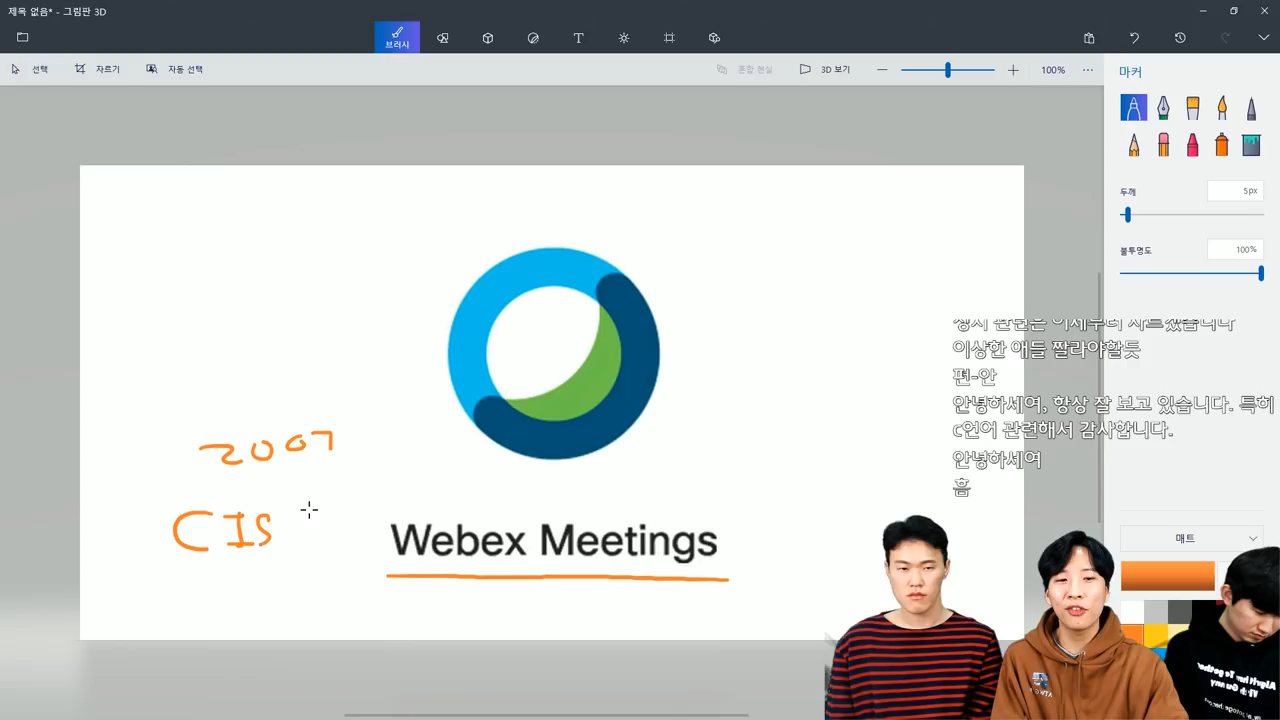 제목 없음* - 그림판 3D
브러시
선택
자르기
자동 선택
혼합 현실
3D 보기
100%
마커
두께
5px
불투명도
100%
이상한 애들 짤라야할듯
편-안
안녕하세여, 항상 잘 보고 있습니다. 특히
c언어 관련해서 감사합니다.
안녕하세여
흠
2007
CIS
Webex Meetings
매트